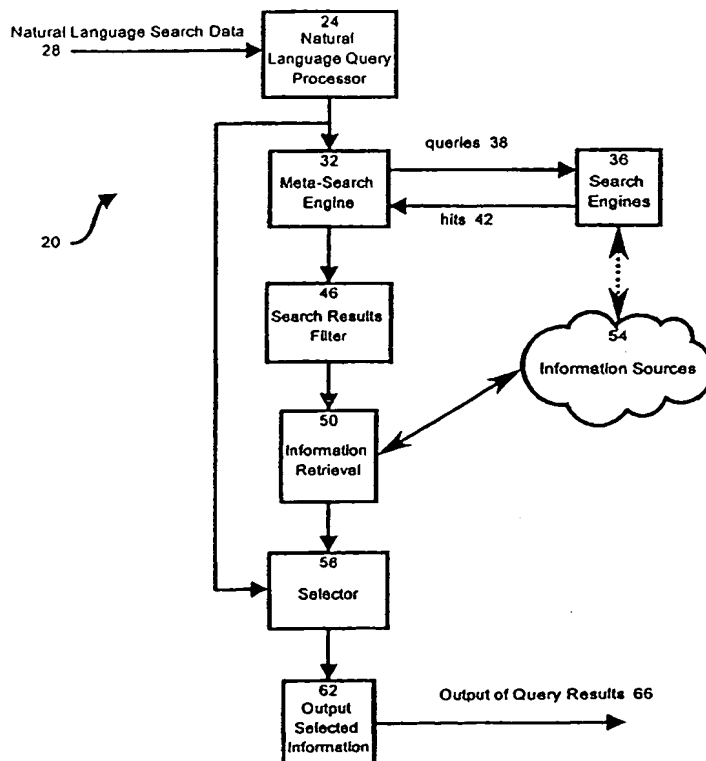 Natural Language Search Data
28
24
Natural
Language Query
Processor
queries 38
32
Meta-Search
Engine
36
Search
Engines
hits 42
20
46
Search Results
Filter
54
Information Sources
50
Information
Retrieval
58
Selector
62
Output
Selected
Information
Output of Query Results 66